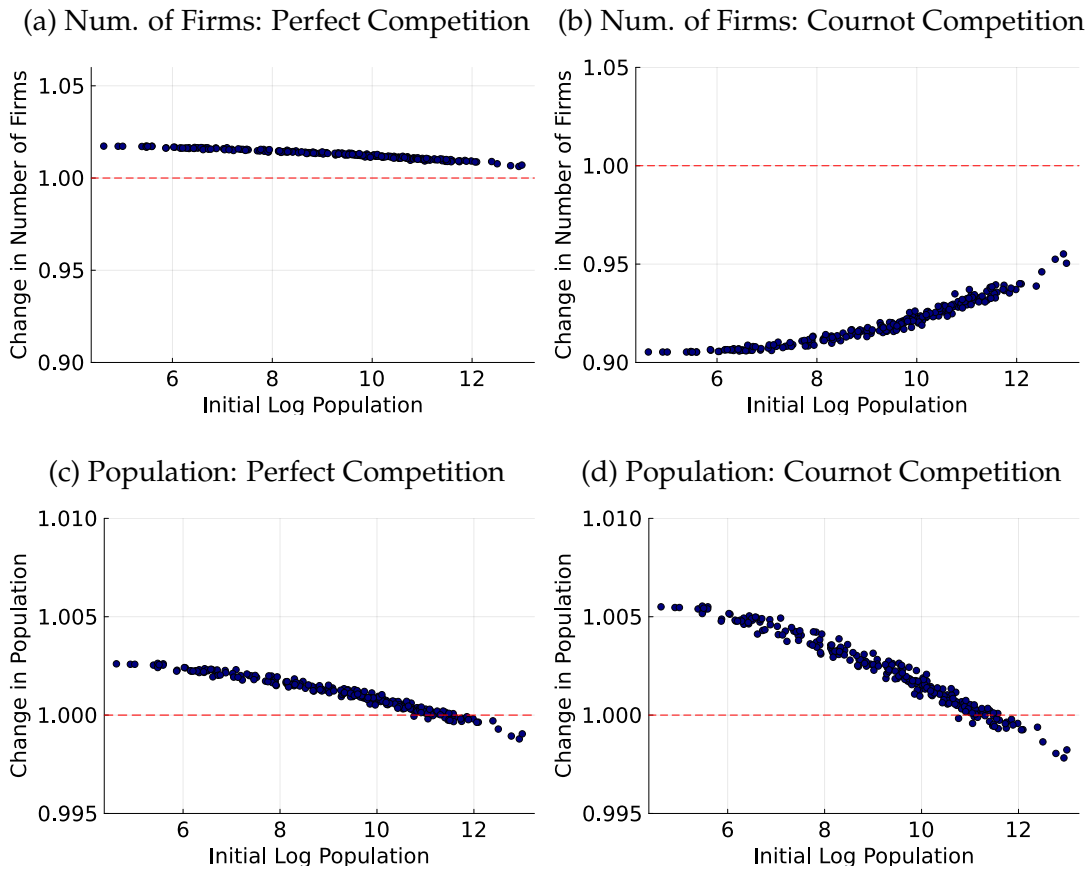 (a) Num. of Firms: Perfect Competition
(b) Num. of Firms: Cournot Competition
Change in Number of Firms
1.05
1.00
0.95
0.90
6 8 10 12
Initial Log Population
Change in Number of Firms
1.05
1.00
0.95
0.90
6 8 10 12
Initial Log Population
(c) Population: Perfect Competition
(d) Population: Cournot Competition
Change in Population
1.010
1.005
1.000
0.995
6 8 10 12
Initial Log Population
Change in Population
1.010
1.005
1.000
0.995
6 8 10 12
Initial Log Population